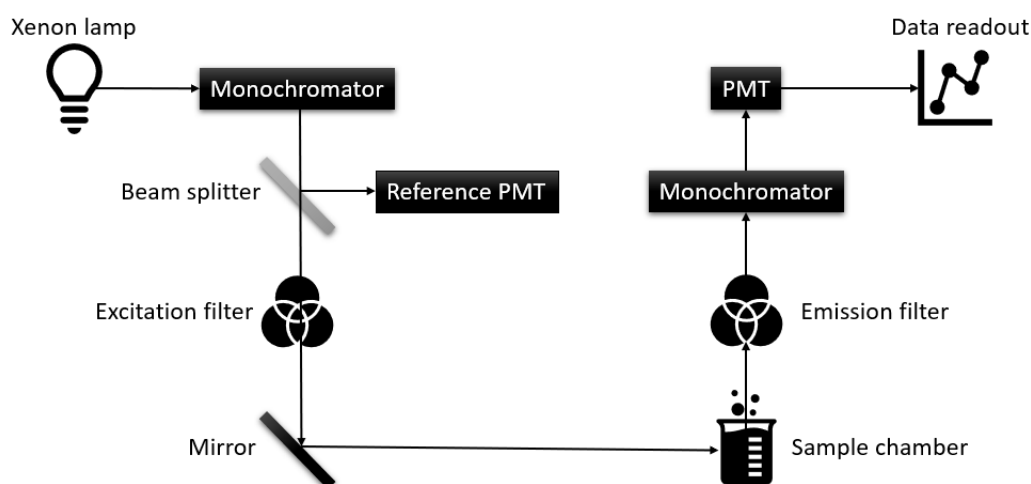 Xenon lamp
Data readout
Monochromator
PMT
Beam splitter
Reference PMT
Monochromator
Excitation filter
Emission filter
Mirror
Sample chamber